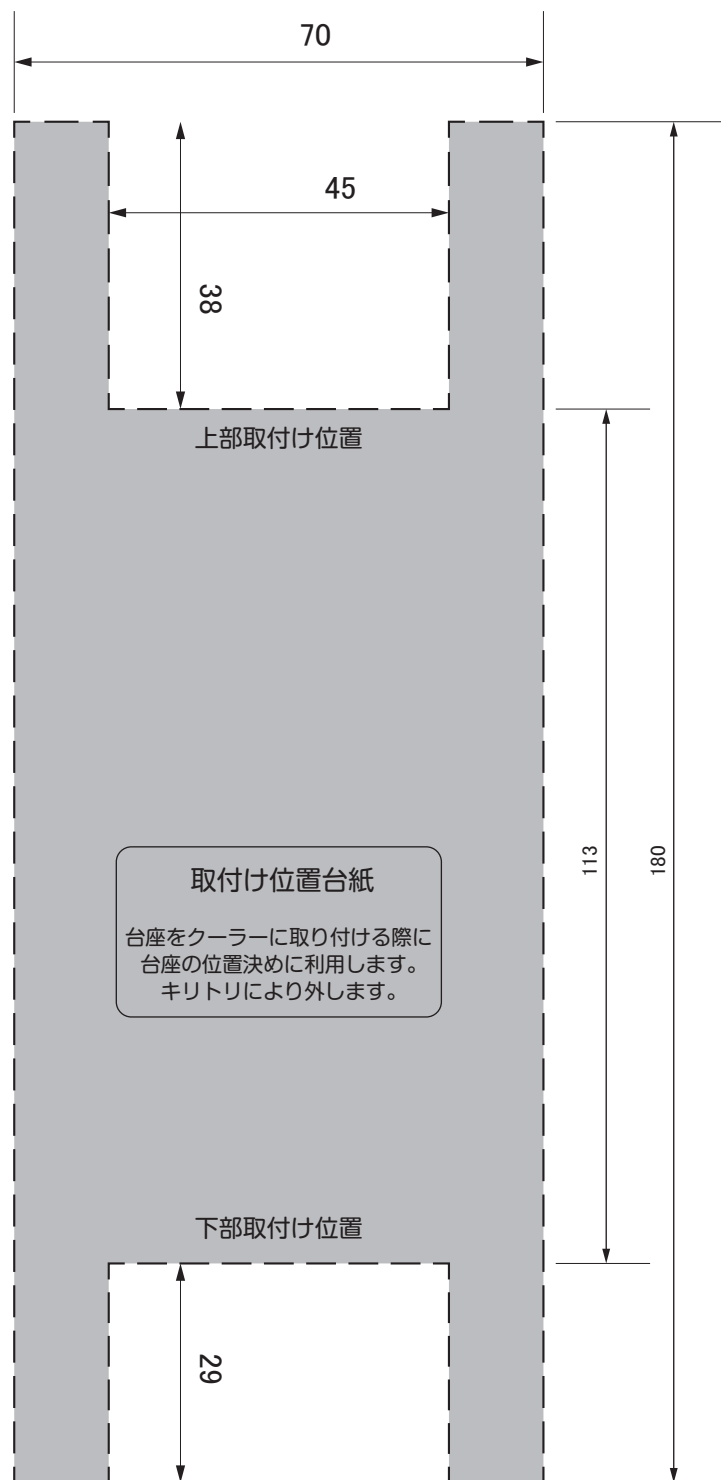 70
45
38
上部取付け位置
113
180
取付け位置台紙
台座をクーラーに取り付ける際に
台座の位置決めに利用します。
キリトリにより外します。
下部取付け位置
29